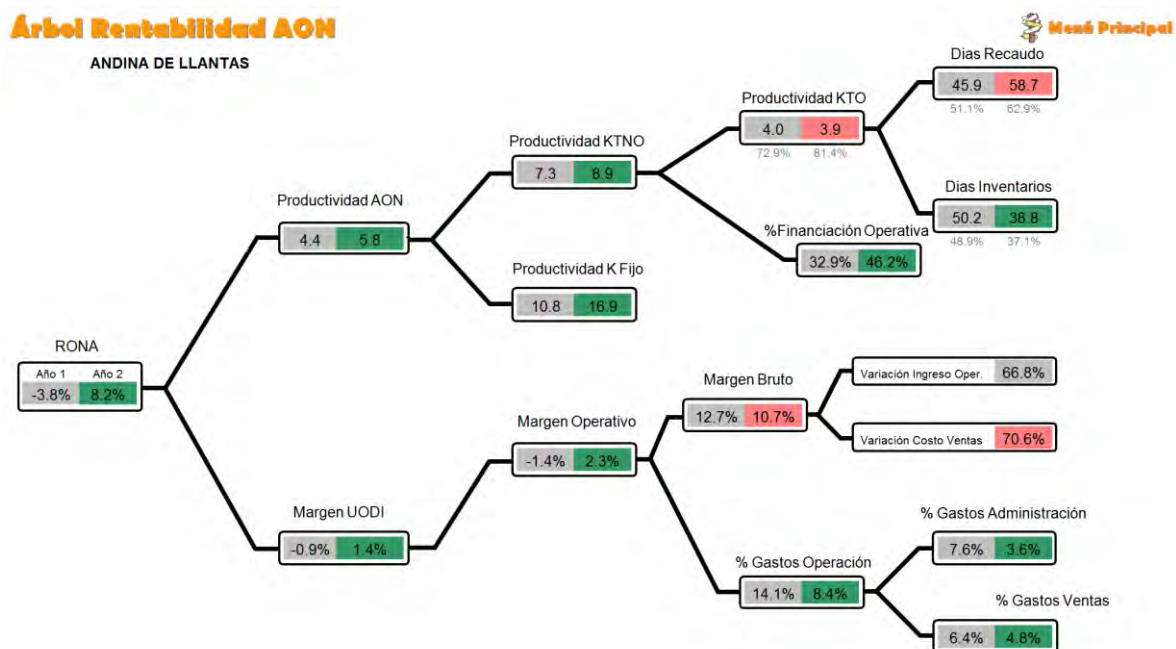 Árbol Rentabilidad AON
Menú Principal
ANDINA DE LLANTAS
Dias Recaudo
45.9 58.7
51.1% 62.9%
Productividad KTO
4.0 3.9
72.9% 81.4%
Productividad KTNO
7.3 8.9
Dias Inventarios
50.2 38.8
48.9% 37.1%
Productividad AON
4.4 5.8
%Financiación Operativa
32.9% 46.2%
Productividad K Fijo
10.8 16.9
RONA
Año 1 Año 2
-3.8% 8.2%
Margen Bruto
12.7% 10.7%
Variación Ingreso Oper. 66.8%
Variación Costo Ventas 70.6%
Margen Operativo
-1.4% 2.3%
Margen UODI
-0.9% 1.4%
% Gastos Operación
14.1% 8.4%
% Gastos Administración
7.6% 3.6%
% Gastos Ventas
6.4% 4.8%